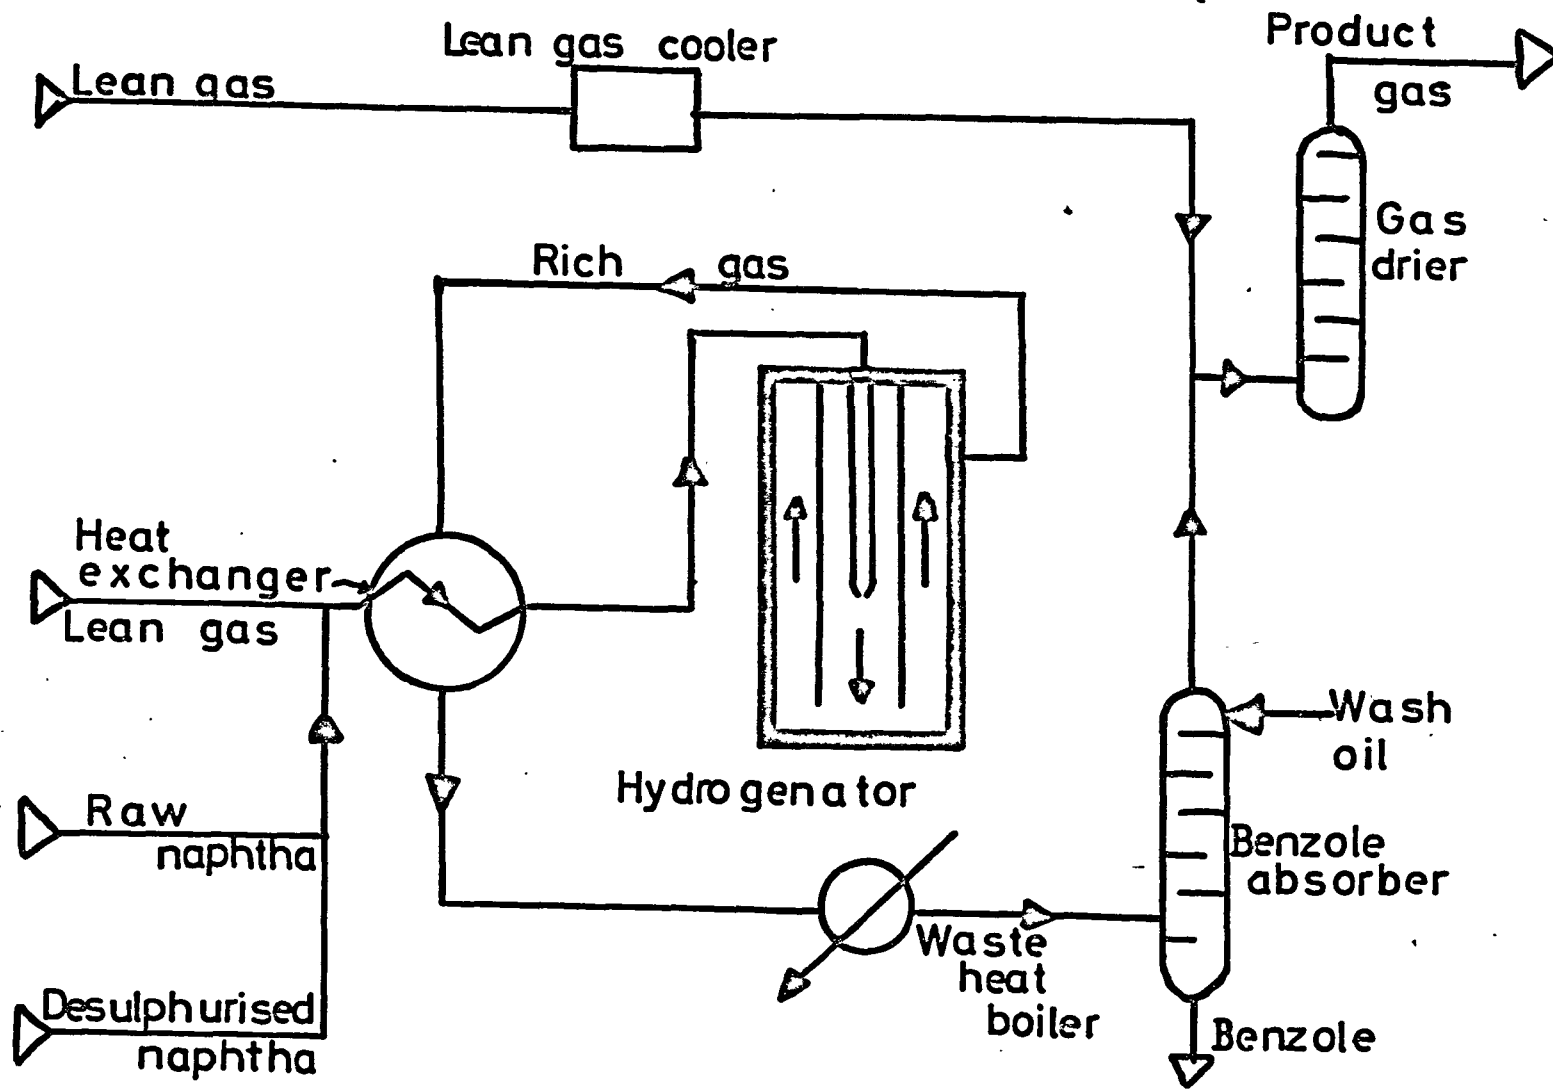 Lean gas cooler
Product
gas
Lean gas
Gas
drier
Rich gas
Heat
exchanger
Lean gas
Wash
oil
Hydrogenator
Raw
naphtha
Benzole
absorber
Waste
heat
boiler
Desulphurised
naphtha
Benzole